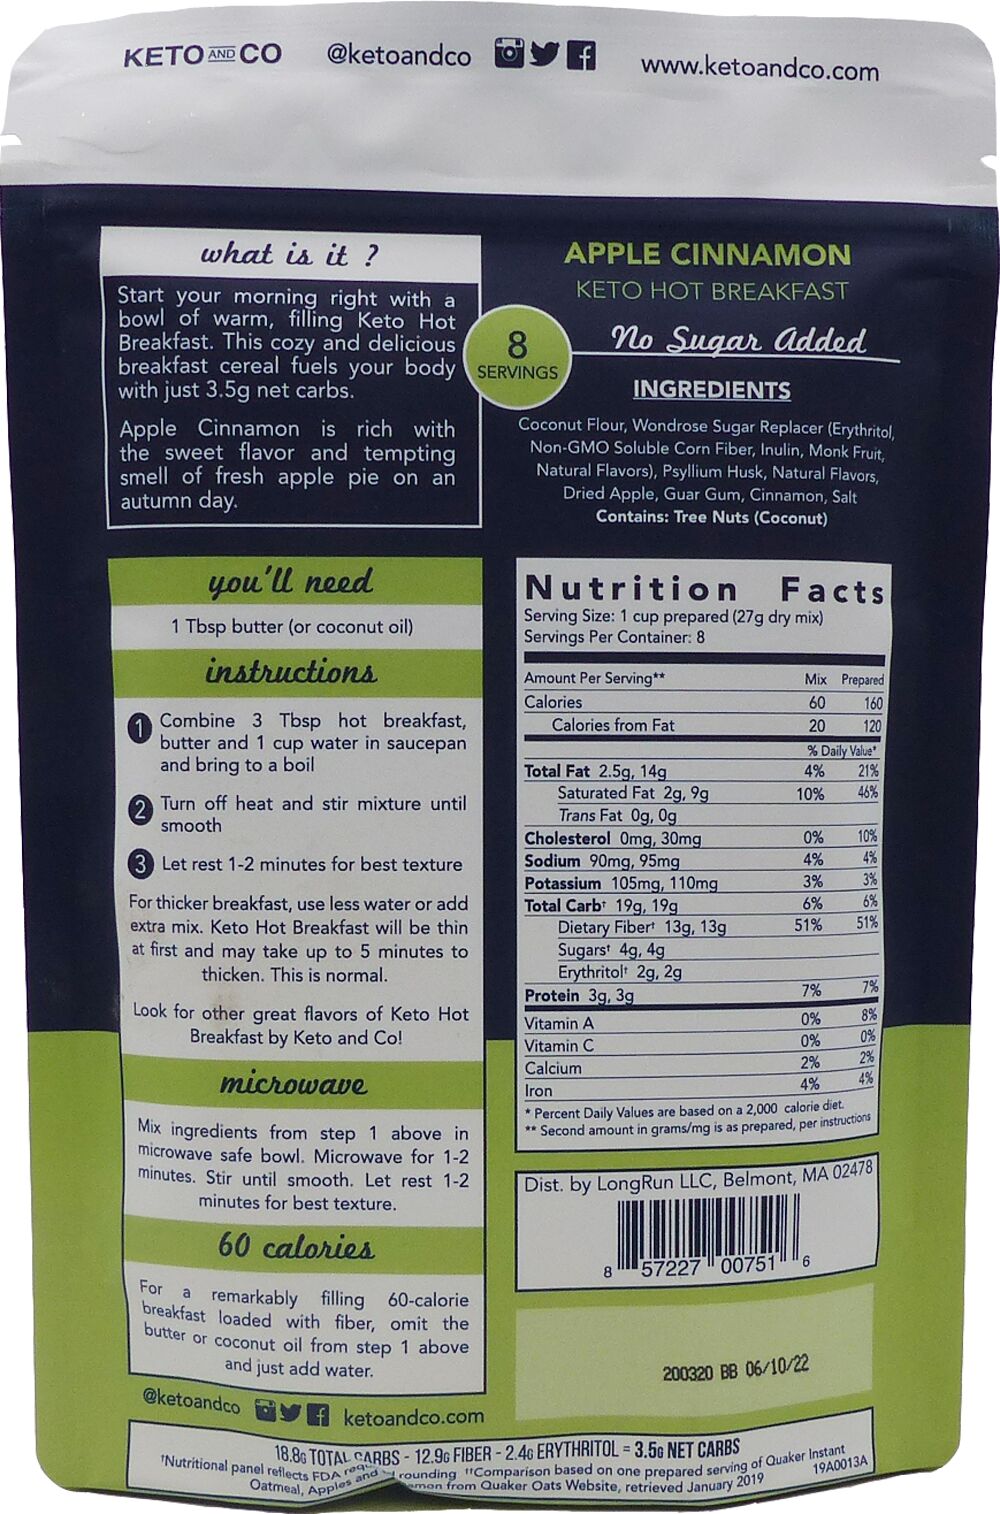 KETO AND CO @ketoandco www.ketoandco.com
what is it ?
Start your morning right with a
bowl of warm, filling Keto Hot
Breakfast. This cozy and delicious
breakfast cereal fuels your body
with just 3.5g net carbs.
Apple Cinnamon is rich with
the sweet flavor and tempting
smell of fresh apple pie on an
autumn day.
8
SERVINGS
APPLE CINNAMON
KETO HOT BREAKFAST
No Sugar Added
INGREDIENTS
Coconut Flour, Wondrose Sugar Replacer (Erythritol,
Non-GMO Soluble Corn Fiber, Inulin, Monk Fruit,
Natural Flavors), Psyllium Husk, Natural Flavors,
Dried Apple, Guar Gum, Cinnamon, Salt
Contains: Tree Nuts (Coconut)
you'll need
1 Tbsp butter (or coconut oil)
instructions
1 Combine 3 Tbsp hot breakfast,
butter and 1 cup water in saucepan
and bring to a boil
2 Turn off heat and stir mixture until
smooth
3 Let rest 1-2 minutes for best texture
For thicker breakfast, use less water or add
extra mix. Keto Hot Breakfast will be thin
at first and may take up to 5 minutes to
thicken. This is normal.
Look for other great flavors of Keto Hot
Breakfast by Keto and Co!
microwave
Mix ingredients from step 1 above in
microwave safe bowl. Microwave for 1-2
minutes. Stir until smooth. Let rest 1-2
minutes for best texture.
60 calories
For a remarkably filling 60-calorie
breakfast loaded with fiber, omit the
butter or coconut oil from step 1 above
and just add water.
@ketoandco ketoandco.com
Nutrition Facts
Serving Size: 1 cup prepared (27g dry mix)
Servings Per Container: 8
Amount Per Serving** Mix Prepared
Calories 60 160
Calories from Fat 20 120
% Daily Value*
Total Fat 2.5g, 14g 4% 21%
Saturated Fat 2g, 9g 10% 46%
Trans Fat 0g, 0g
Cholesterol 0mg, 30mg 0% 10%
Sodium 90mg, 95mg 4% 4%
Potassium 105mg, 110mg 3% 3%
Total Carb† 19g, 19g 6% 6%
Dietary Fiber† 13g, 13g 51% 51%
Sugars† 4g, 4g
Erythritol† 2g, 2g
Protein 3g, 3g 7% 7%
Vitamin A 0% 8%
Vitamin C 0% 0%
Calcium 2% 2%
Iron 4% 4%
* Percent Daily Values are based on a 2,000 calorie diet.
** Second amount in grams/mg is as prepared, per instructions
Dist. by LongRun LLC, Belmont, MA 02478
8 57227 00751 6
200320 BB 06/10/22
18.8G TOTAL CARBS - 12.9G FIBER - 2.4G ERYTHRITOL = 3.5G NET CARBS
†Nutritional panel reflects FDA rounding ††Comparison based on one prepared serving of Quaker Instant
Oatmeal, Apples and from Quaker Oats Website, retrieved January 2019 19A0013A